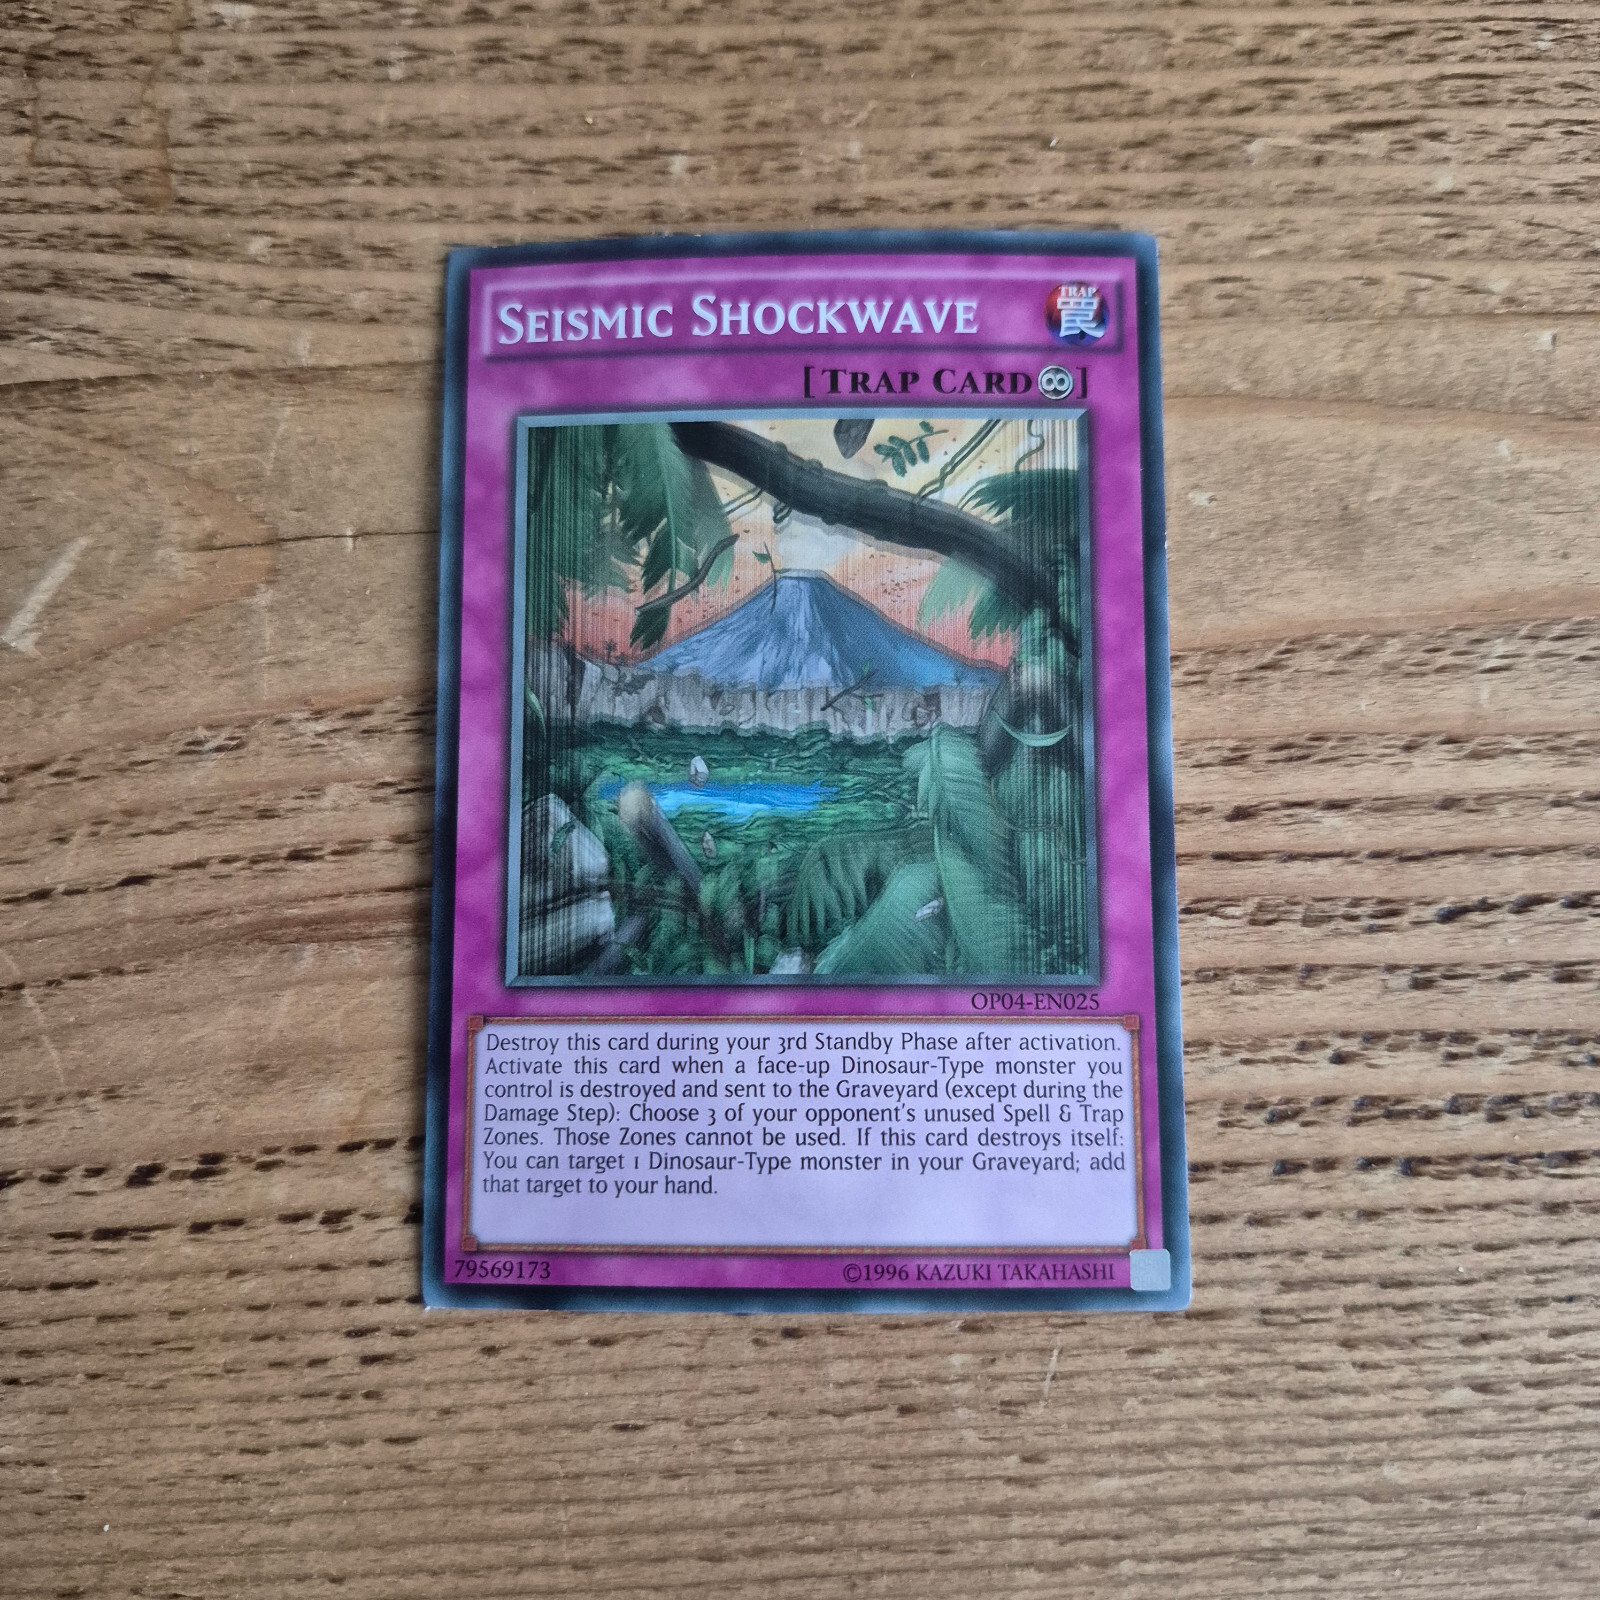 SEISMIC SHOCKWAVE
TRAP
罠
[TRAP CARD∞]
OP04-EN025
Destroy this card during your 3rd Standby Phase after activation.
Activate this card when a face-up Dinosaur-Type monster you
control is destroyed and sent to the Graveyard (except during the
Damage Step): Choose 3 of your opponent's unused Spell & Trap
Zones. Those Zones cannot be used. If this card destroys itself:
You can target 1 Dinosaur-Type monster in your Graveyard; add
that target to your hand.
79569173
©1996 KAZUKI TAKAHASHI